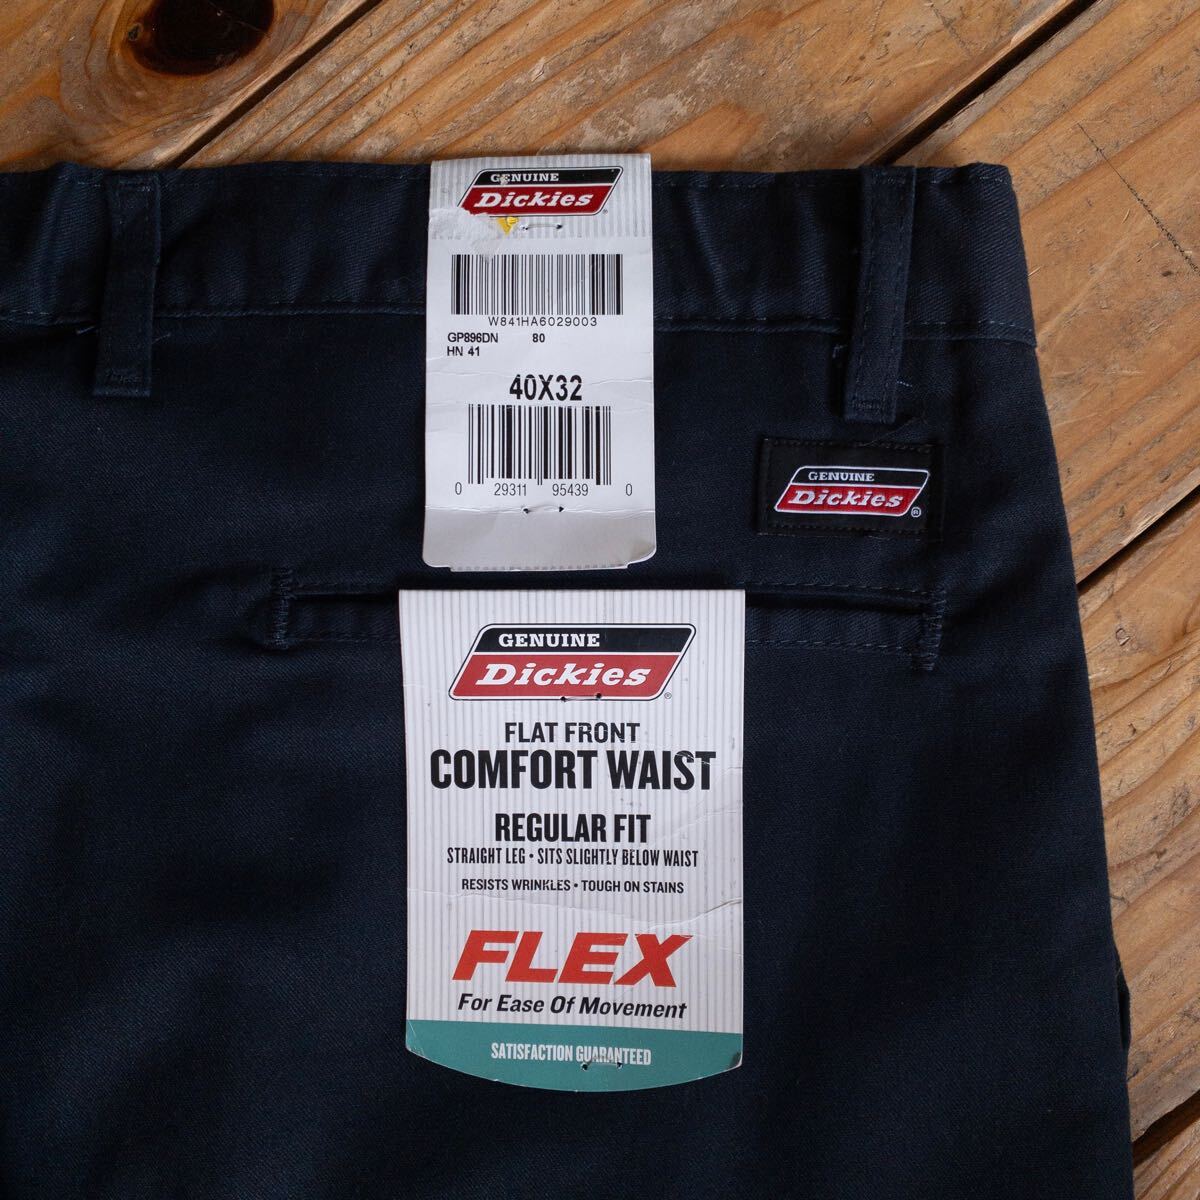 GENUINE
Dickies®
W841HA6029003
GP896DN 80
HN 41
40X32
0 29311 95439 0
GENUINE
Dickies®
GENUINE
Dickies®
FLAT FRONT
COMFORT WAIST
REGULAR FIT
STRAIGHT LEG • SITS SLIGHTLY BELOW WAIST
RESISTS WRINKLES • TOUGH ON STAINS
FLEX
For Ease Of Movement
SATISFACTION GUARANTEED